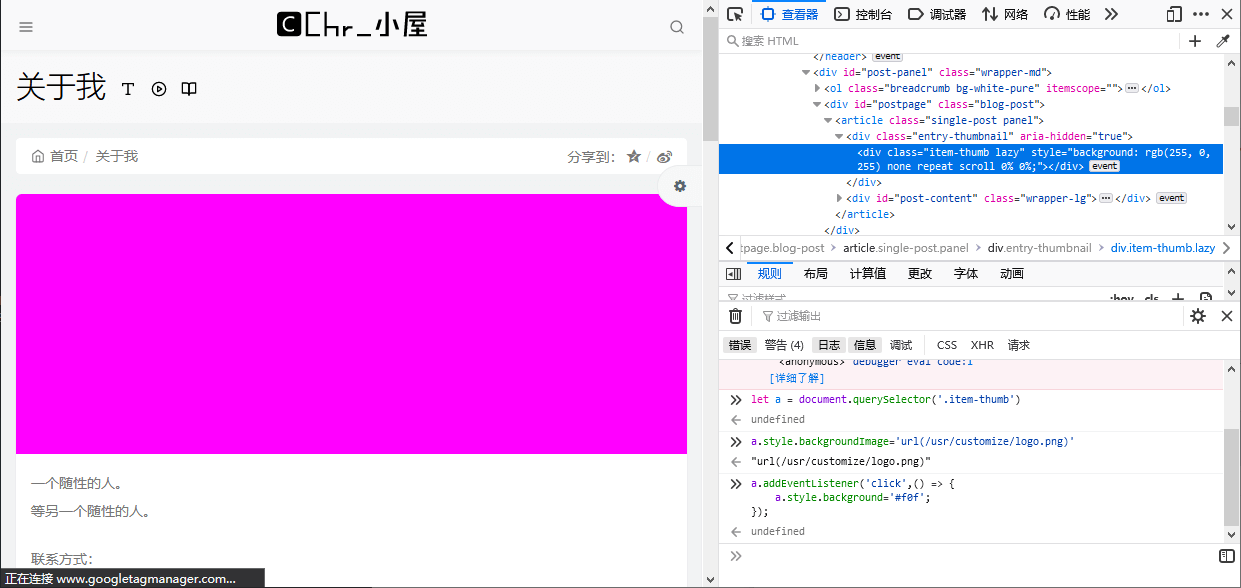 C Chr_小屋
关于我 T
首页 / 关于我 分享到： /
一个随性的人。
等另一个随性的人。
联系方式：
正在连接 www.googletagmanager.com…
查看器 控制台 调试器 网络 性能
搜索 HTML
</header> event
<div id="post-panel" class="wrapper-md">
<ol class="breadcrumb bg-white-pure" itemscope="">…</ol>
<div id="postpage" class="blog-post">
<article class="single-post panel">
<div class="entry-thumbnail" aria-hidden="true">
<div class="item-thumb lazy" style="background: rgb(255, 0,
255) none repeat scroll 0% 0%;"></div> event
</div>
<div id="post-content" class="wrapper-lg">…</div> event
</article>
</div>
tpage.blog-post article.single-post.panel div.entry-thumbnail div.item-thumb.lazy
规则 布局 计算值 更改 字体 动画
过滤样式 :hov .cls
过滤输出
错误 警告 (4) 日志 信息 调试 CSS XHR 请求
<anonymous> debugger eval code:1
[详细了解]
let a = document.querySelector('.item-thumb')
undefined
a.style.backgroundImage='url(/usr/customize/logo.png)'
"url(/usr/customize/logo.png)"
a.addEventListener('click',() => {
a.style.background='#f0f';
});
undefined